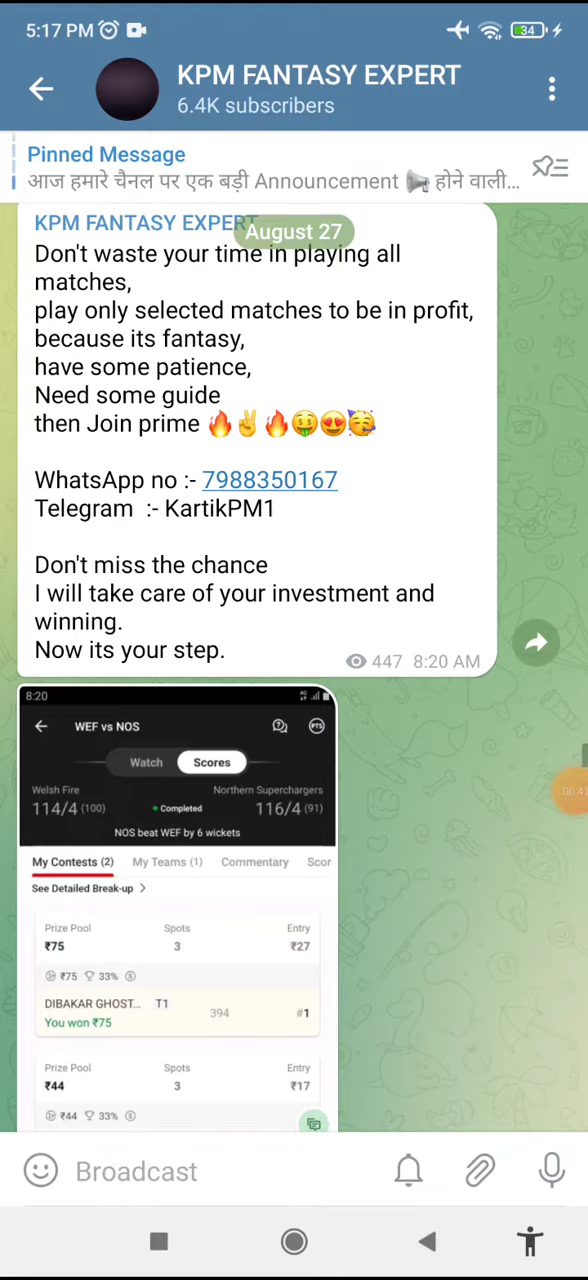 5:17 PM
34
KPM FANTASY EXPERT
6.4K subscribers
Pinned Message
आज हमारे चैनल पर एक बड़ी Announcement 📢 होने वाली...
KPM FANTASY EXPERT
August 27
Don't waste your time in playing all
matches,
play only selected matches to be in profit,
because its fantasy,
have some patience,
Need some guide
then Join prime 🔥✌️🔥🤑😍🥳
WhatsApp no :- 7988350167
Telegram :- KartikPM1
Don't miss the chance
I will take care of your investment and
winning.
Now its your step.
447 8:20 AM
8:20
WEF vs NOS
PTS
Watch Scores
Welsh Fire Northern Superchargers
114/4 (100) Completed 116/4 (91)
NOS beat WEF by 6 wickets
My Contests (2) My Teams (1) Commentary Scor
See Detailed Break-up >
Prize Pool Spots Entry
₹75 3 ₹27
₹75 33%
DIBAKAR GHOST... T1 394 #1
You won ₹75
Prize Pool Spots Entry
₹44 3 ₹17
₹44 33%
Broadcast